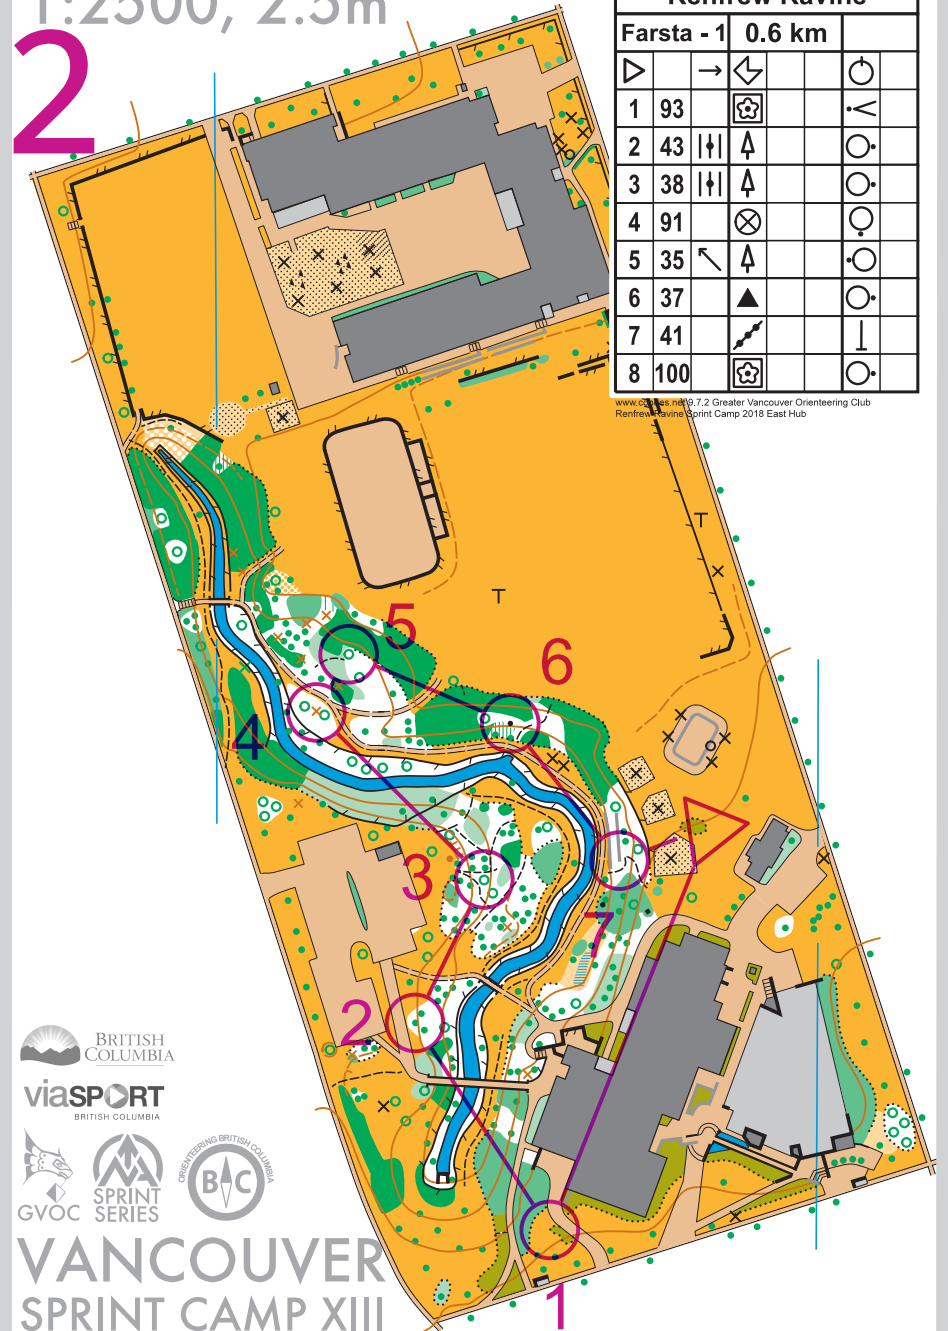 1:2500, 2.5m
2
Renfrew Ravine
Farsta - 1 0.6 km
1 93
2 43
3 38
4 91
5 35
6 37
7 41
8 100
9.7.2 Greater Vancouver Orienteering Club
Renfrew Ravine Sprint Camp 2018 East Hub
5
6
4
3
7
2
1
BRITISH
COLUMBIA
viaSPORT
BRITISH COLUMBIA
ORIENTEERING BRITISH COLUMBIA
B C
GVOC
SPRINT
SERIES
VANCOUVER
SPRINT CAMP XIII